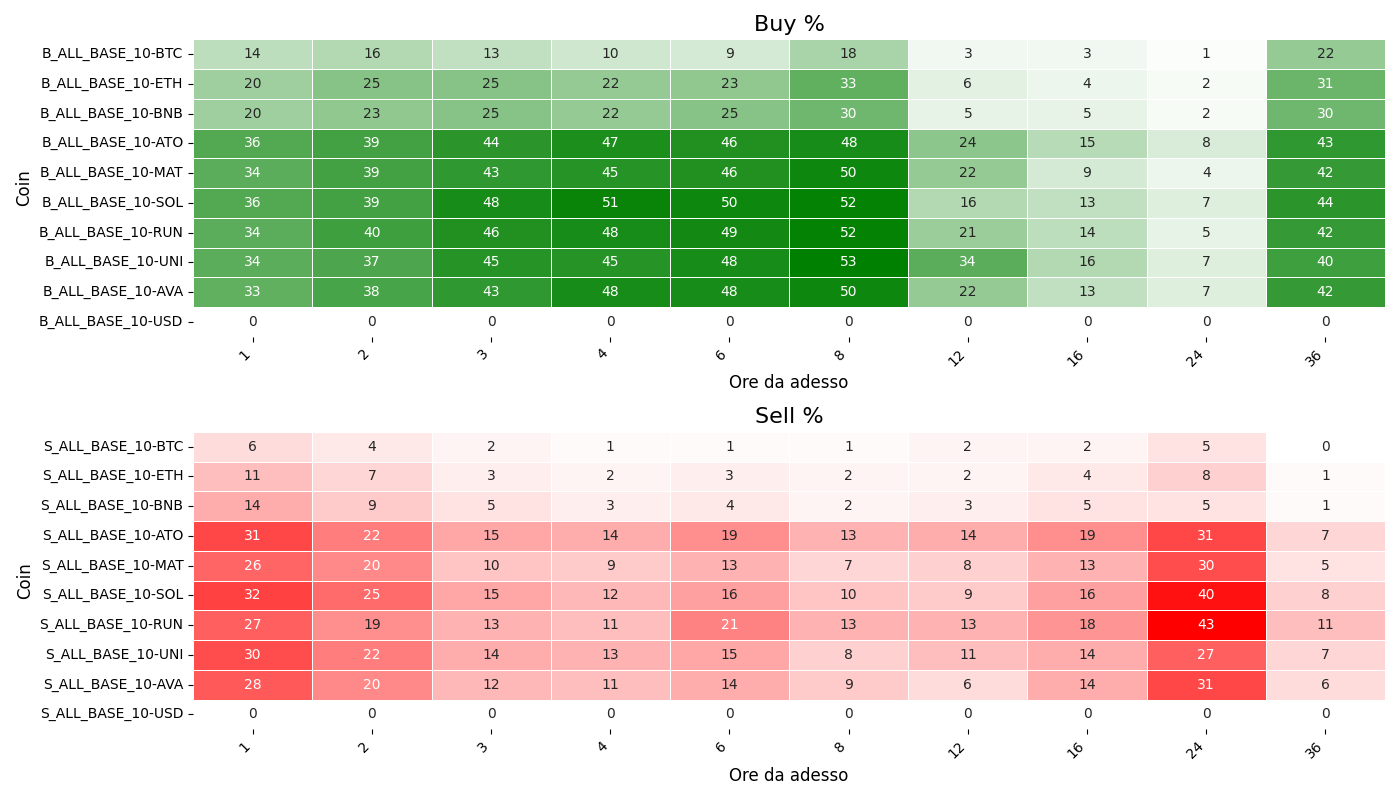 Buy %
Coin
B_ALL_BASE_10-BTC 14 16 13 10 9 18 3 3 1 22
B_ALL_BASE_10-ETH 20 25 25 22 23 33 6 4 2 31
B_ALL_BASE_10-BNB 20 23 25 22 25 30 5 5 2 30
B_ALL_BASE_10-ATO 36 39 44 47 46 48 24 15 8 43
B_ALL_BASE_10-MAT 34 39 43 45 46 50 22 9 4 42
B_ALL_BASE_10-SOL 36 39 48 51 50 52 16 13 7 44
B_ALL_BASE_10-RUN 34 40 46 48 49 52 21 14 5 42
B_ALL_BASE_10-UNI 34 37 45 45 48 53 34 16 7 40
B_ALL_BASE_10-AVA 33 38 43 48 48 50 22 13 7 42
B_ALL_BASE_10-USD 0 0 0 0 0 0 0 0 0 0
1 2 3 4 6 8 12 16 24 36
Ore da adesso
Sell %
Coin
S_ALL_BASE_10-BTC 6 4 2 1 1 1 2 2 5 0
S_ALL_BASE_10-ETH 11 7 3 2 3 2 2 4 8 1
S_ALL_BASE_10-BNB 14 9 5 3 4 2 3 5 5 1
S_ALL_BASE_10-ATO 31 22 15 14 19 13 14 19 31 7
S_ALL_BASE_10-MAT 26 20 10 9 13 7 8 13 30 5
S_ALL_BASE_10-SOL 32 25 15 12 16 10 9 16 40 8
S_ALL_BASE_10-RUN 27 19 13 11 21 13 13 18 43 11
S_ALL_BASE_10-UNI 30 22 14 13 15 8 11 14 27 7
S_ALL_BASE_10-AVA 28 20 12 11 14 9 6 14 31 6
S_ALL_BASE_10-USD 0 0 0 0 0 0 0 0 0 0
1 2 3 4 6 8 12 16 24 36
Ore da adesso